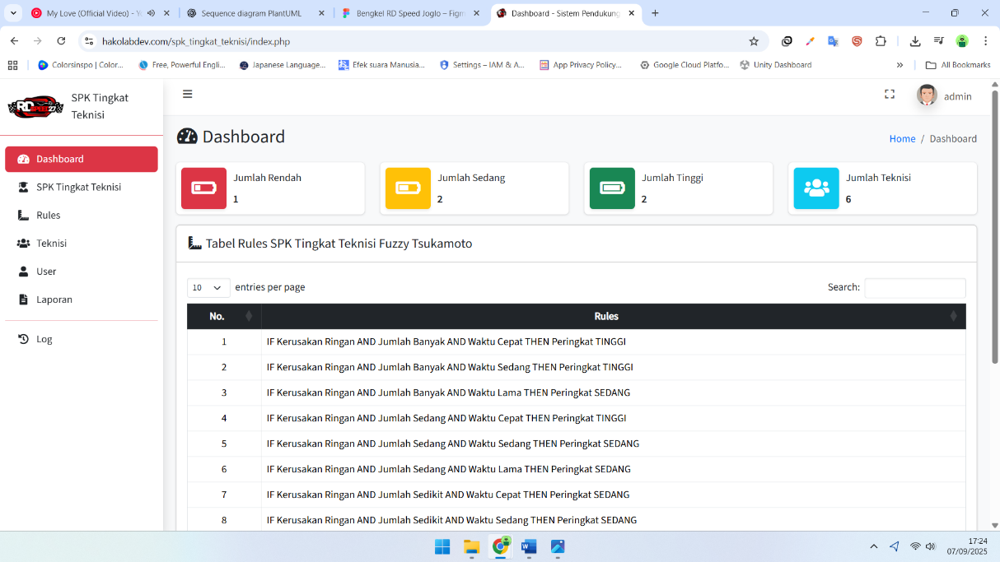 My Love (Official Video) - Y
Sequence diagram PlantUML
Bengkel RD Speed Joglo – Figm
Dashboard - Sistem Pendukung
hakolabdev.com/spk_tingkat_teknisi/index.php
Colorsinspo | Color...
Free, Powerful Engli...
Japanese Language...
Efek suara Manusia...
Settings – IAM & A...
App Privacy Policy...
Google Cloud Platfo...
Unity Dashboard
All Bookmarks
RD SPEED 27
SPK Tingkat
Teknisi
admin
Dashboard
Home / Dashboard
Dashboard
SPK Tingkat Teknisi
Rules
Teknisi
User
Laporan
Log
Jumlah Rendah
1
Jumlah Sedang
2
Jumlah Tinggi
2
Jumlah Teknisi
6
Tabel Rules SPK Tingkat Teknisi Fuzzy Tsukamoto
10 entries per page
Search:
No. Rules
1 IF Kerusakan Ringan AND Jumlah Banyak AND Waktu Cepat THEN Peringkat TINGGI
2 IF Kerusakan Ringan AND Jumlah Banyak AND Waktu Sedang THEN Peringkat TINGGI
3 IF Kerusakan Ringan AND Jumlah Banyak AND Waktu Lama THEN Peringkat SEDANG
4 IF Kerusakan Ringan AND Jumlah Sedang AND Waktu Cepat THEN Peringkat TINGGI
5 IF Kerusakan Ringan AND Jumlah Sedang AND Waktu Sedang THEN Peringkat SEDANG
6 IF Kerusakan Ringan AND Jumlah Sedang AND Waktu Lama THEN Peringkat SEDANG
7 IF Kerusakan Ringan AND Jumlah Sedikit AND Waktu Cepat THEN Peringkat SEDANG
8 IF Kerusakan Ringan AND Jumlah Sedikit AND Waktu Sedang THEN Peringkat SEDANG
17:24
07/09/2025